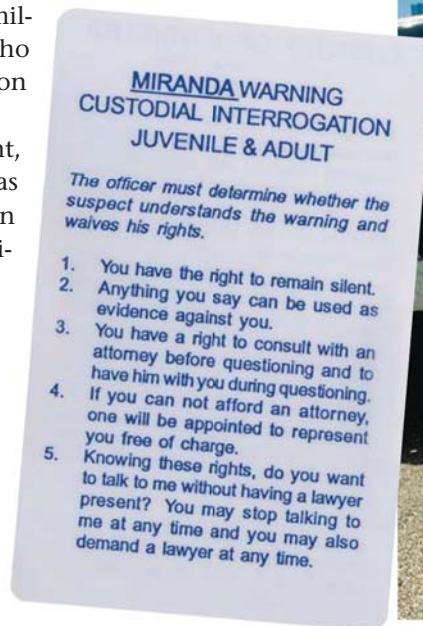 mil-
ho
on
nt,
as
n
i-
MIRANDA WARNING
CUSTODIAL INTERROGATION
JUVENILE & ADULT
The officer must determine whether the
suspect understands the warning and
waives his rights.
1. You have the right to remain silent.
2. Anything you say can be used as
evidence against you.
3. You have a right to consult with an
attorney before questioning and to
have him with you during questioning.
4. If you can not afford an attorney,
one will be appointed to represent
you free of charge.
5. Knowing these rights, do you want
to talk to me without having a lawyer
present? You may stop talking to
me at any time and you may also
demand a lawyer at any time.